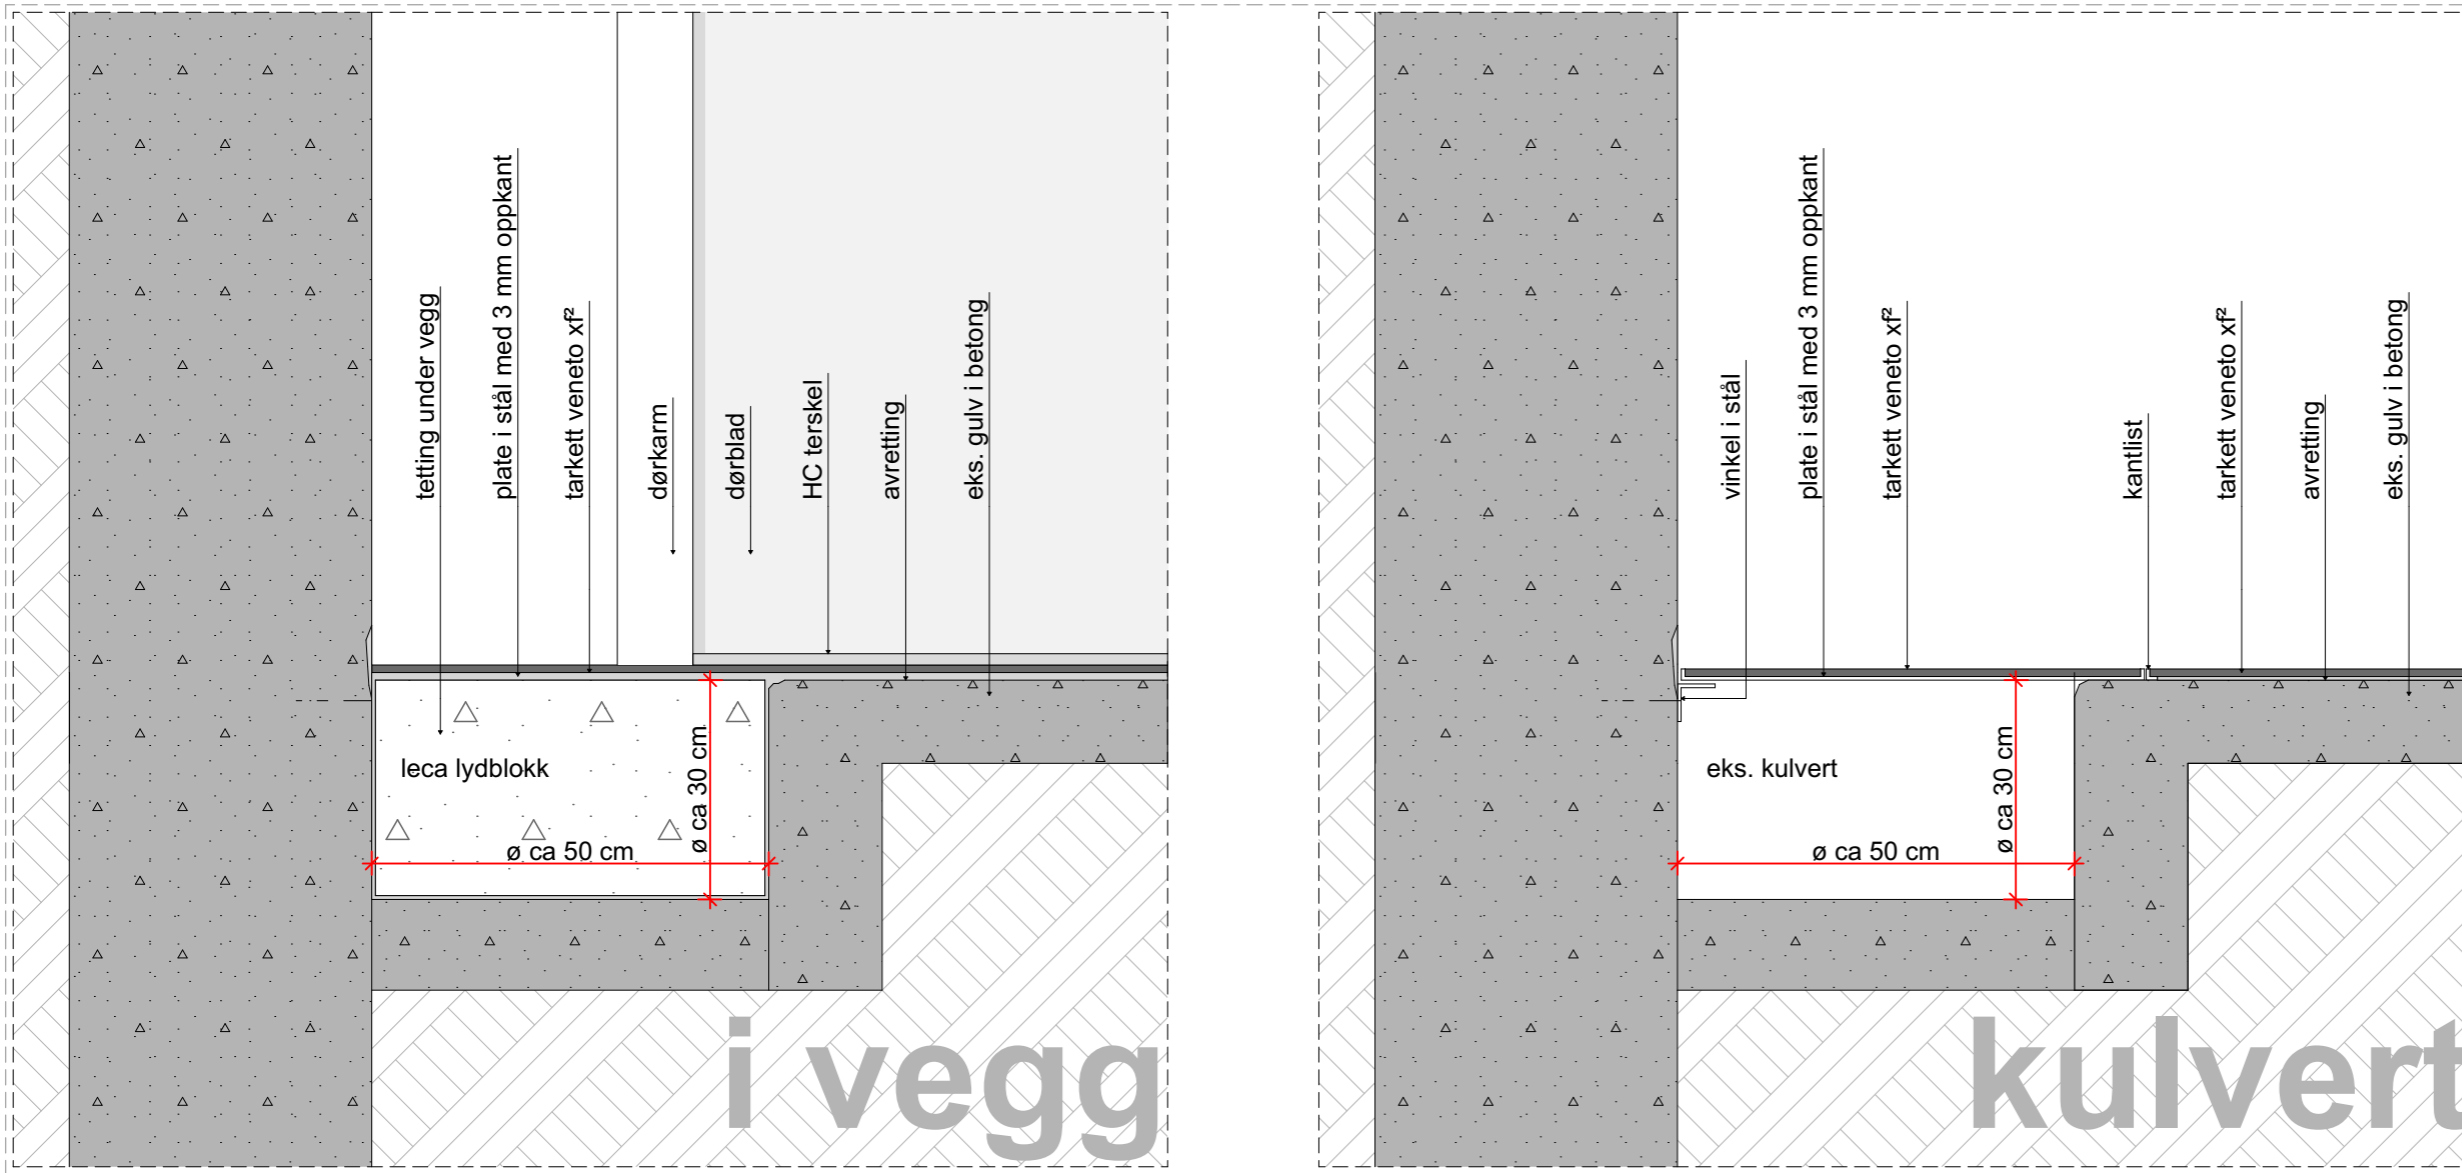 tetting under vegg
plate i stål med 3 mm oppkant
tarkett veneto xf²
dørkarm
dørblad
HC terskel
avretting
eks. gulv i betong
leca lydblokk
ø ca 30 cm
ø ca 50 cm
i vegg
vinkel i stål
plate i stål med 3 mm oppkant
tarkett veneto xf²
kantlist
tarkett veneto xf²
avretting
eks. gulv i betong
eks. kulvert
ø ca 30 cm
ø ca 50 cm
kulvert